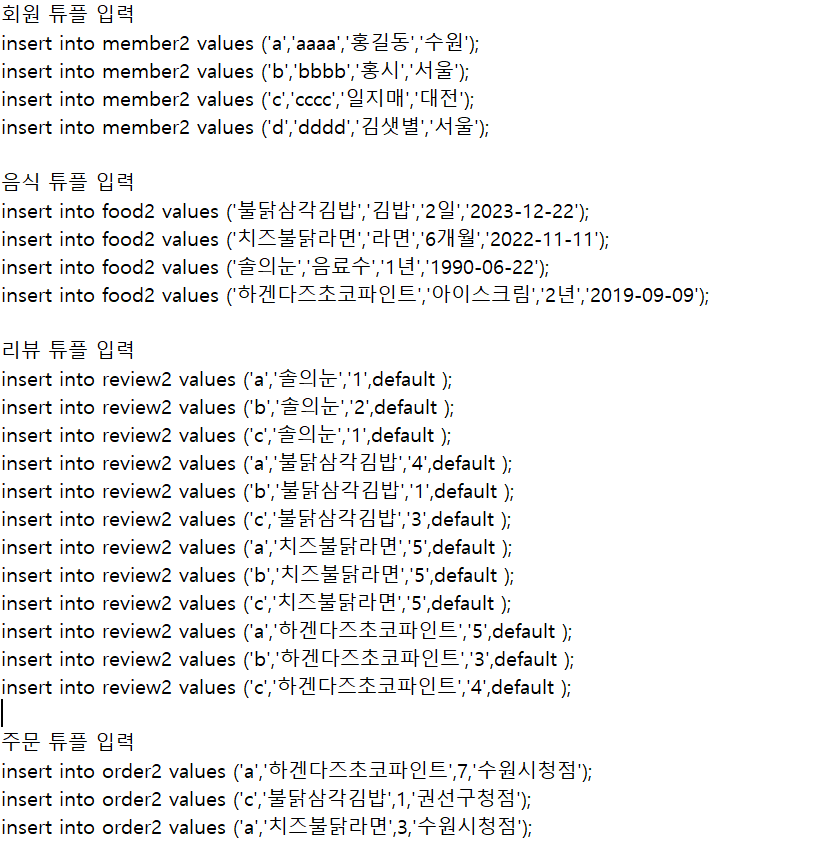 회원 튜플 입력
insert into member2 values ('a','aaaa','홍길동','수원');
insert into member2 values ('b','bbbb','홍시','서울');
insert into member2 values ('c','cccc','일지매','대전');
insert into member2 values ('d','dddd','김샛별','서울');
음식 튜플 입력
insert into food2 values ('불닭삼각김밥','김밥','2일','2023-12-22');
insert into food2 values ('치즈불닭라면','라면','6개월','2022-11-11');
insert into food2 values ('솔의눈','음료수','1년','1990-06-22');
insert into food2 values ('하겐다즈초코파인트','아이스크림','2년','2019-09-09');
리뷰 튜플 입력
insert into review2 values ('a','솔의눈','1',default );
insert into review2 values ('b','솔의눈','2',default );
insert into review2 values ('c','솔의눈','1',default );
insert into review2 values ('a','불닭삼각김밥','4',default );
insert into review2 values ('b','불닭삼각김밥','1',default );
insert into review2 values ('c','불닭삼각김밥','3',default );
insert into review2 values ('a','치즈불닭라면','5',default );
insert into review2 values ('b','치즈불닭라면','5',default );
insert into review2 values ('c','치즈불닭라면','5',default );
insert into review2 values ('a','하겐다즈초코파인트','5',default );
insert into review2 values ('b','하겐다즈초코파인트','3',default );
insert into review2 values ('c','하겐다즈초코파인트','4',default );
주문 튜플 입력
insert into order2 values ('a','하겐다즈초코파인트',7,'수원시청점');
insert into order2 values ('c','불닭삼각김밥',1,'권선구청점');
insert into order2 values ('a','치즈불닭라면',3,'수원시청점');